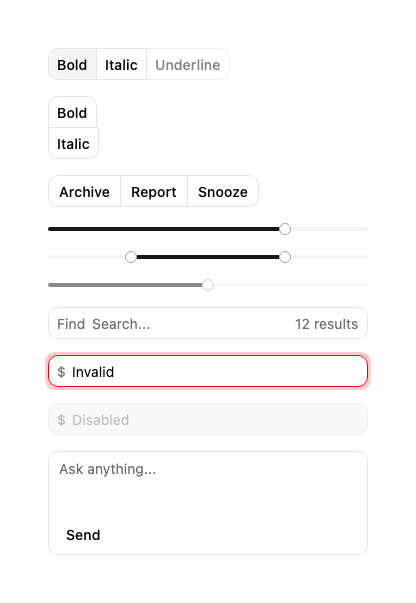 Bold Italic Underline
Bold
Italic
Archive Report Snooze
Find Search... 12 results
$ Invalid
$ Disabled
Ask anything...
Send